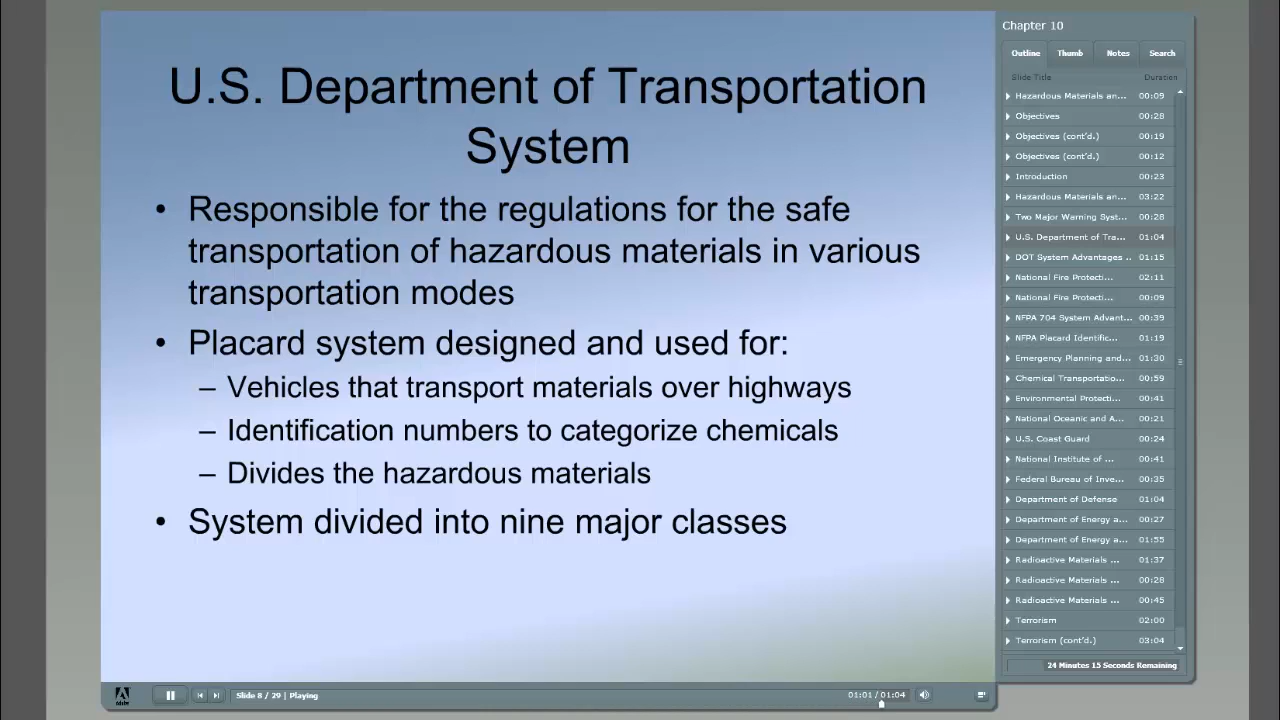 U.S. Department of Transportation
System
• Responsible for the regulations for the safe
transportation of hazardous materials in various
transportation modes
• Placard system designed and used for:
– Vehicles that transport materials over highways
– Identification numbers to categorize chemicals
– Divides the hazardous materials
• System divided into nine major classes
Adobe
Slide 8 / 29 | Playing
01:01 / 01:04
Chapter 10
Outline Thumb Notes Search
Slide Title Duration
Hazardous Materials an... 00:09
Objectives 00:28
Objectives (cont'd.) 00:19
Objectives (cont'd.) 00:12
Introduction 00:23
Hazardous Materials an... 03:22
Two Major Warning Syst... 00:28
U.S. Department of Tra... 01:04
DOT System Advantages .. 01:15
National Fire Protecti... 02:11
National Fire Protecti... 00:09
NFPA 704 System Advant... 00:39
NFPA Placard Identific... 01:19
Emergency Planning and... 01:30
Chemical Transportatio... 00:59
Environmental Protecti... 00:41
National Oceanic and A... 00:21
U.S. Coast Guard 00:24
National Institute of ... 00:41
Federal Bureau of Inve... 00:35
Department of Defense 01:04
Department of Energy a... 00:27
Department of Energy a... 01:55
Radioactive Materials ... 01:37
Radioactive Materials ... 00:28
Radioactive Materials ... 00:45
Terrorism 02:00
Terrorism (cont'd.) 03:04
24 Minutes 15 Seconds Remaining